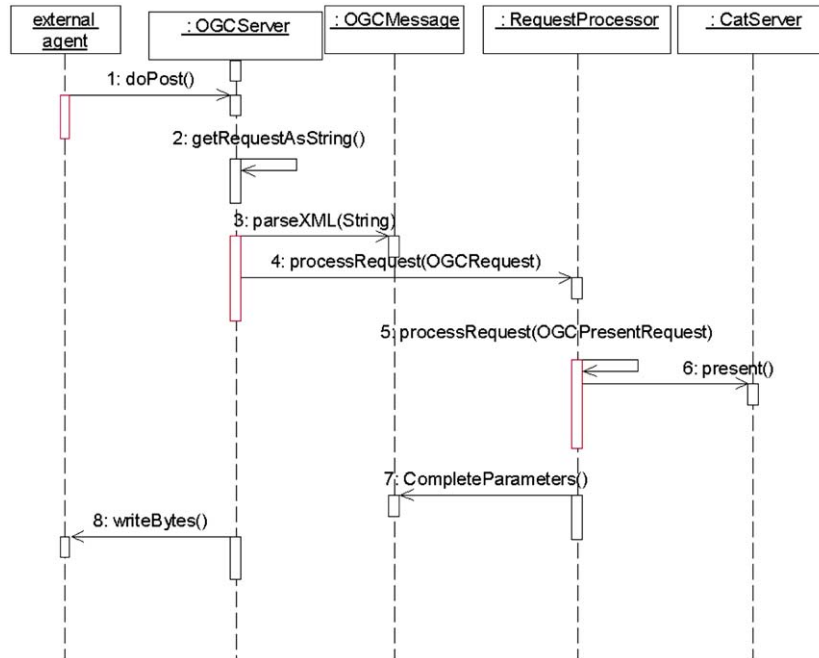 external
agent
: OGCServer
: OGCMessage
: RequestProcessor
: CatServer
1: doPost()
2: getRequestAsString()
3: parseXML(String)
4: processRequest(OGCRequest)
5: processRequest(OGCPresentRequest)
6: present()
7: CompleteParameters()
8: writeBytes()